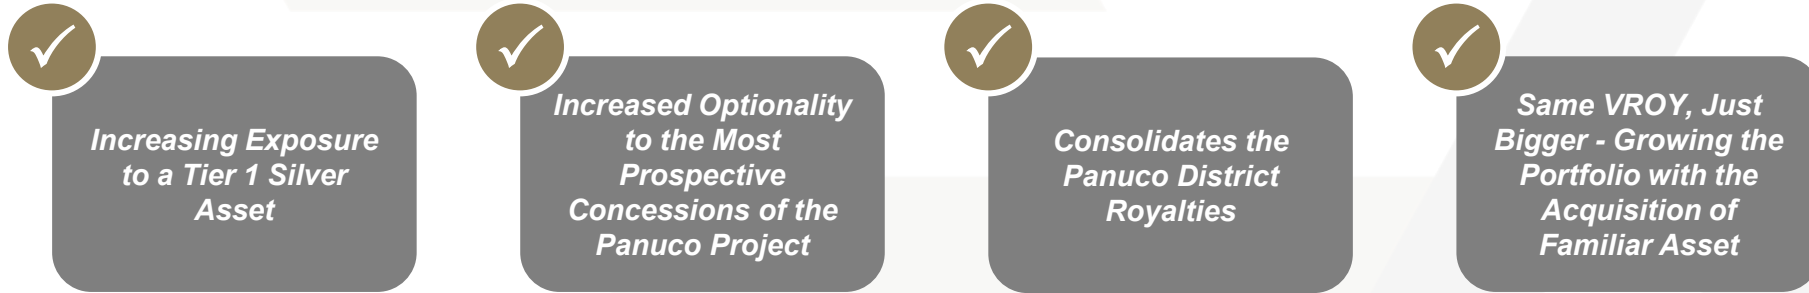 Increasing Exposure
to a Tier 1 Silver
Asset
Increased Optionality
to the Most
Prospective
Concessions of the
Panuco Project
Consolidates the
Panuco District
Royalties
Same VROY, Just
Bigger - Growing the
Portfolio with the
Acquisition of
Familiar Asset